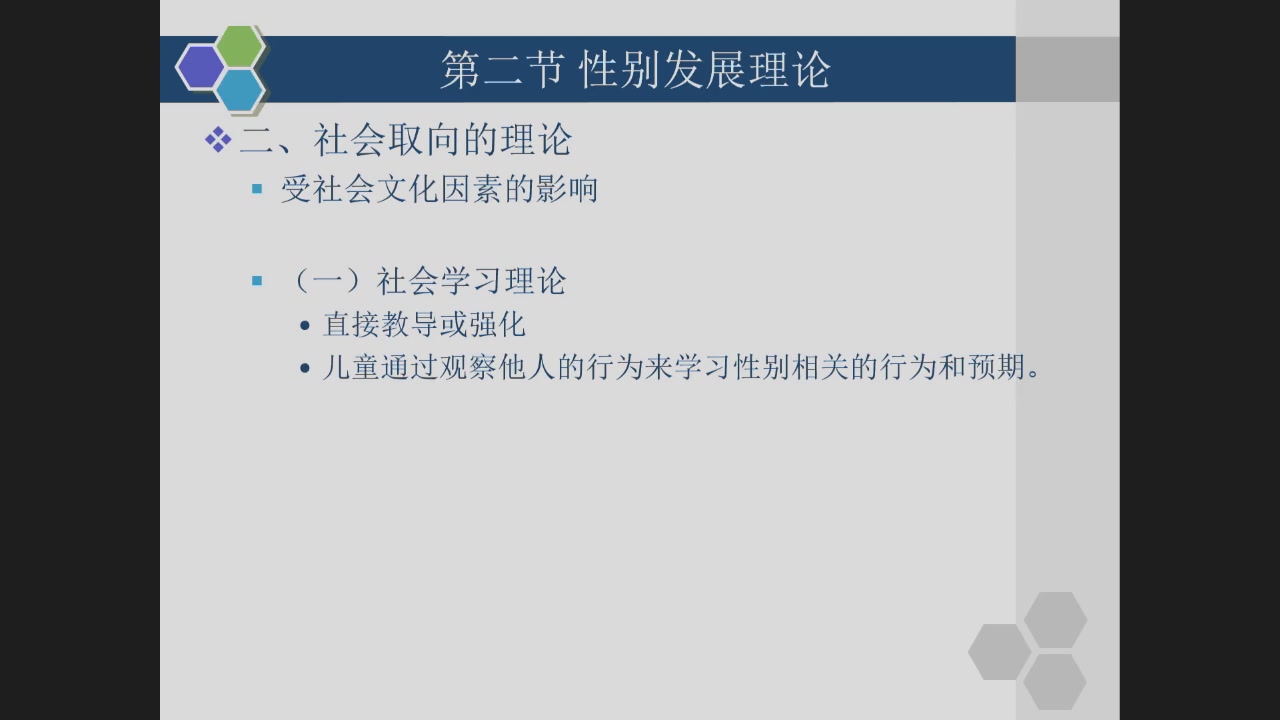 第二节 性别发展理论
二、社会取向的理论
受社会文化因素的影响
（一）社会学习理论
直接教导或强化
儿童通过观察他人的行为来学习性别相关的行为和预期。